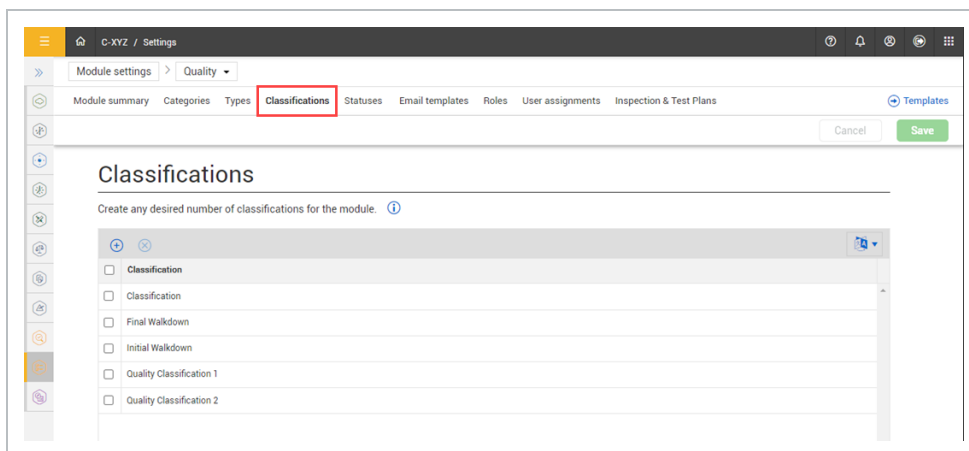 C-XYZ / Settings
Module settings > Quality
Module summary Categories Types Classifications Statuses Email templates Roles User assignments Inspection & Test Plans Templates
Cancel Save
Classifications
Create any desired number of classifications for the module.
Classification
Classification
Final Walkdown
Initial Walkdown
Quality Classification 1
Quality Classification 2